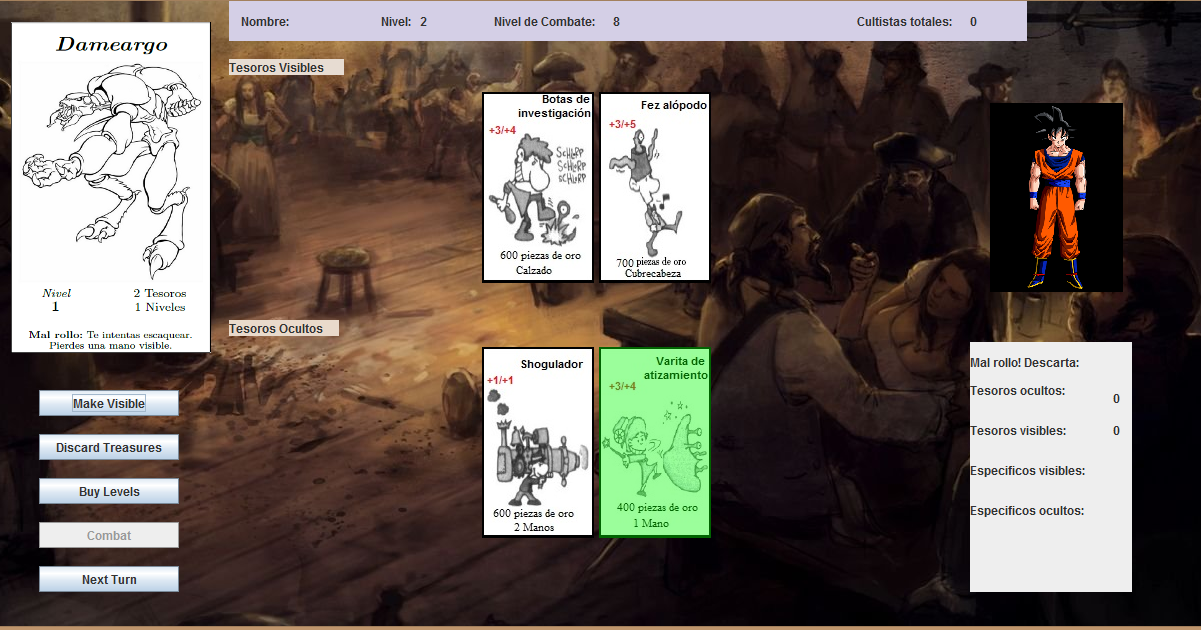 Nombre: Nivel: 2 Nivel de Combate: 8 Cultistas totales: 0
Dameargo
Nivel
1
2 Tesoros
1 Niveles
Mal rollo: Te intentas escaquear.
Pierdes una mano visible.
Make Visible
Discard Treasures
Buy Levels
Combat
Next Turn
Tesoros Visibles
Botas de
investigación
+3/+4
SCHLORP
SCHLORP
SCHLORP
600 piezas de oro
Calzado
Fez alópodo
+3/+5
700 piezas de oro
Cubrecabeza
Tesoros Ocultos
Shogulador
+1/+1
600 piezas de oro
2 Manos
Varita de
atizamiento
+3/+4
400 piezas de oro
1 Mano
Mal rollo! Descarta:
Tesoros ocultos: 0
Tesoros visibles: 0
Especificos visibles:
Especificos ocultos: